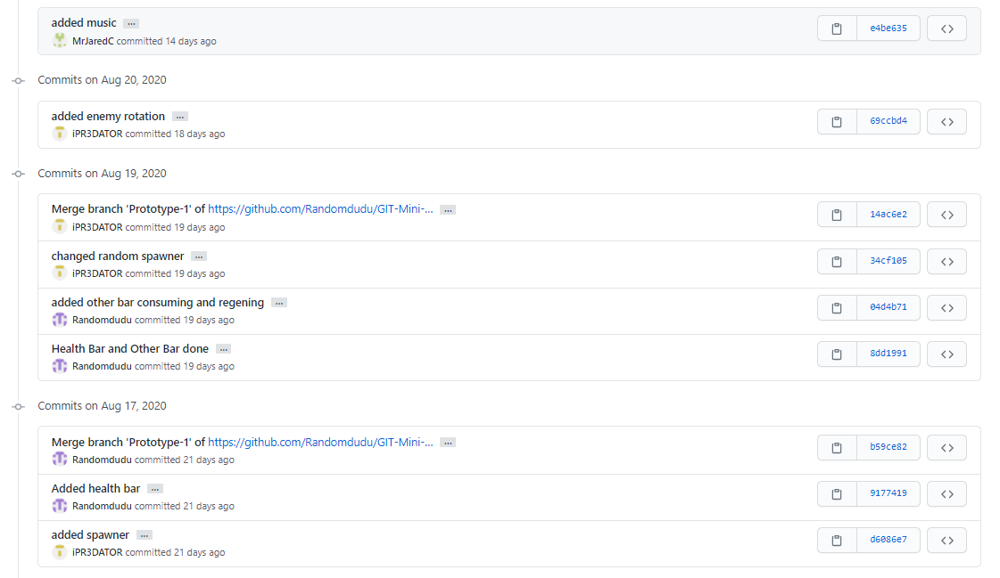 added music ...
MrJaredC committed 14 days ago
e4be635
Commits on Aug 20, 2020
added enemy rotation ...
iPR3DATOR committed 18 days ago
69ccbd4
Commits on Aug 19, 2020
Merge branch 'Prototype-1' of https://github.com/Randomdudu/GIT-Mini-... ...
iPR3DATOR committed 19 days ago
14ac6e2
changed random spawner ...
iPR3DATOR committed 19 days ago
34cf105
added other bar consuming and regening ...
Randomdudu committed 19 days ago
04d4b71
Health Bar and Other Bar done ...
Randomdudu committed 19 days ago
8dd1991
Commits on Aug 17, 2020
Merge branch 'Prototype-1' of https://github.com/Randomdudu/GIT-Mini-... ...
Randomdudu committed 21 days ago
b59ce82
Added health bar ...
Randomdudu committed 21 days ago
9177419
added spawner ...
iPR3DATOR committed 21 days ago
d6086e7